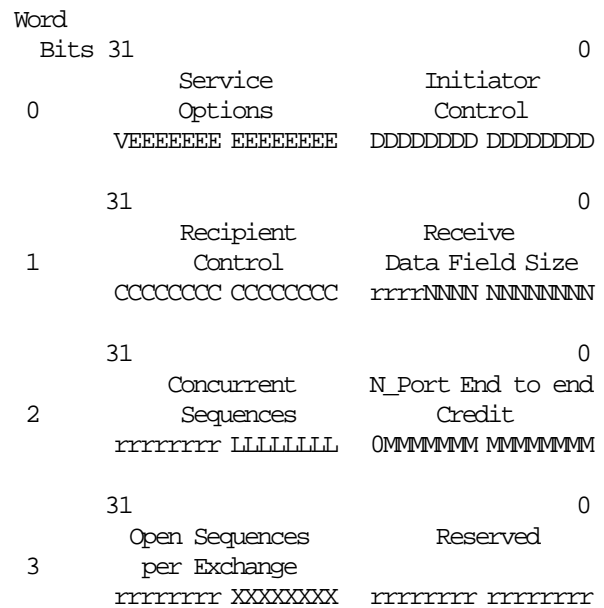 Word
Bits 31 0
Service Initiator
0 Options Control
VEEEEEEE EEEEEEEE DDDDDDDD DDDDDDDD
31 0
Recipient Receive
1 Control Data Field Size
CCCCCCCC CCCCCCCC rrrrNNNN NNNNNNNN
31 0
Concurrent N_Port End to end
2 Sequences Credit
rrrrrrrr LLLLLLLL 0MMMMMMM MMMMMMMM
31 0
Open Sequences Reserved
3 per Exchange
rrrrrrrr XXXXXXXX rrrrrrrr rrrrrrrr